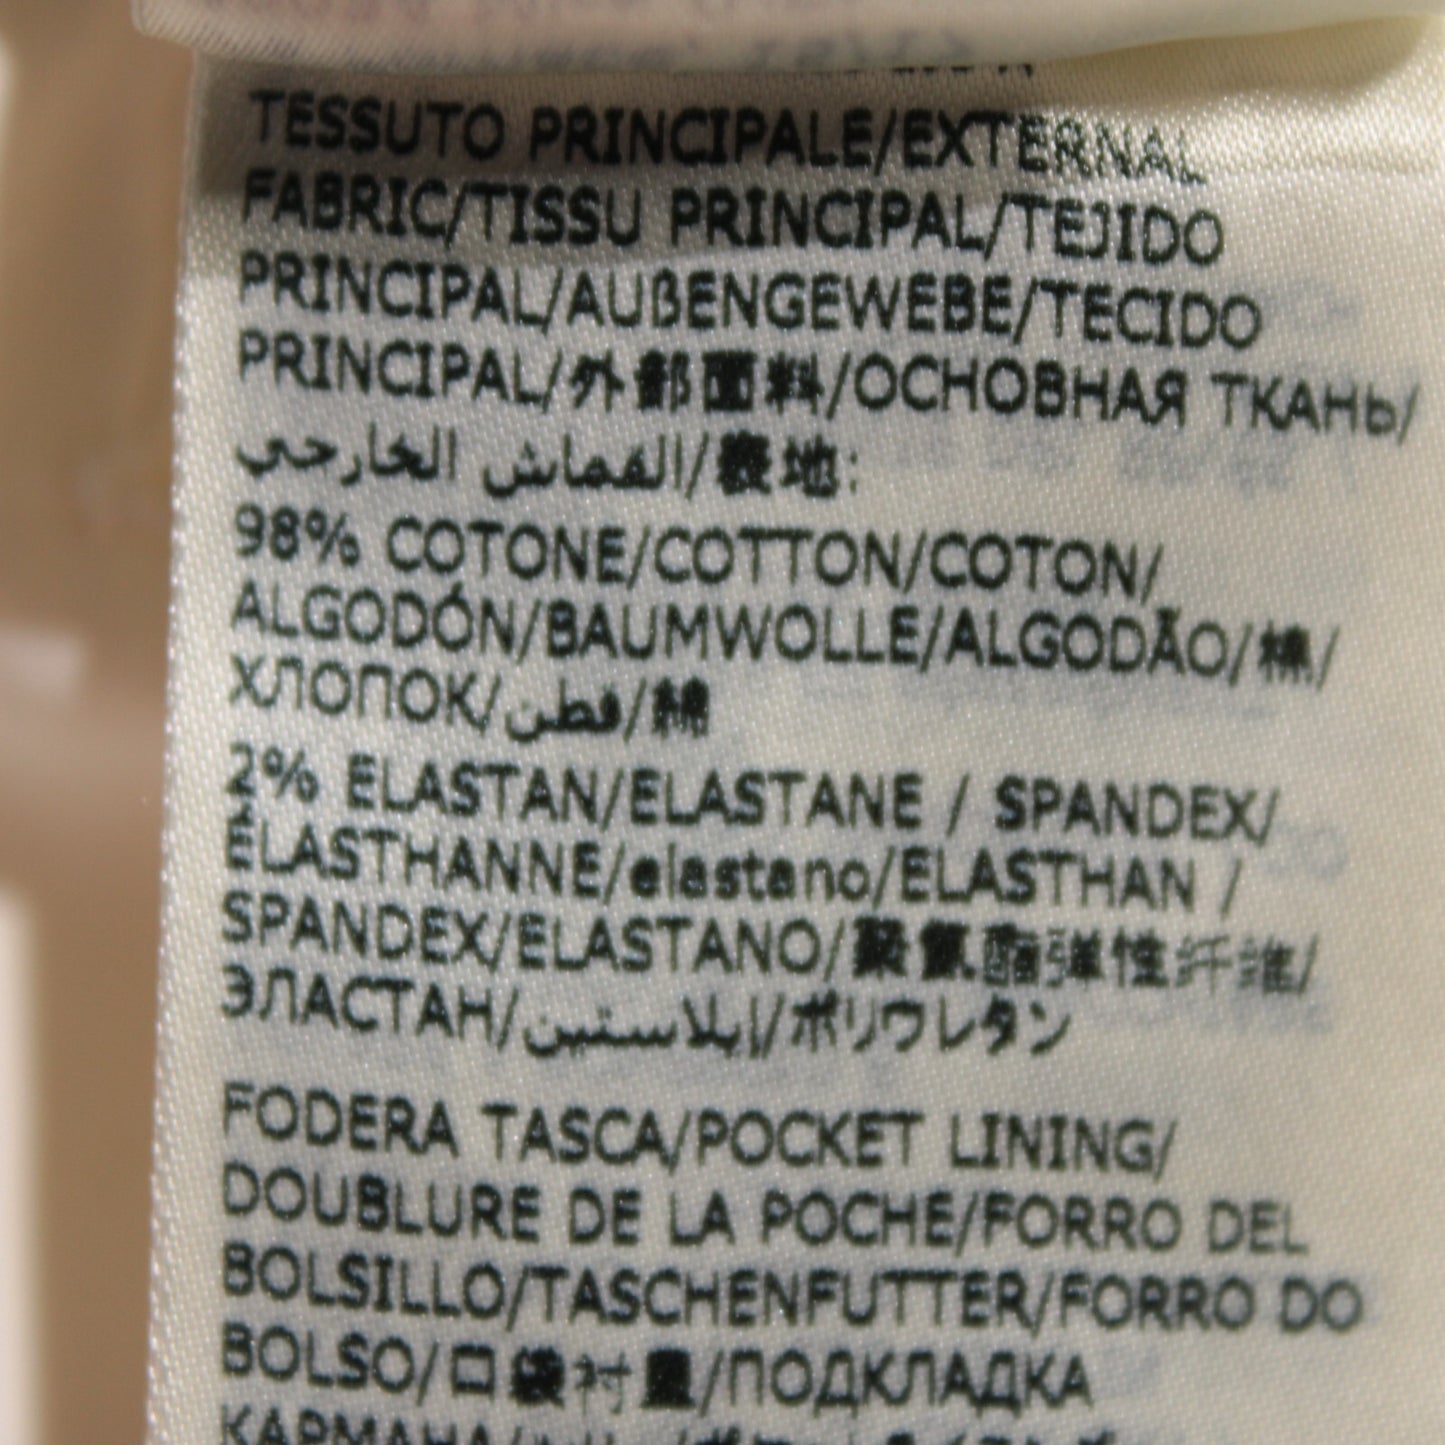 TESSUTO PRINCIPALE/EXTERNAL
FABRIC/TISSU PRINCIPAL/TEJIDO
PRINCIPAL/AUßENGEWEBE/TECIDO
PRINCIPAL/外部面料/ОСНОВНАЯ ТКАНЬ/
القماش الخارجي/表地:
98% COTONE/COTTON/COTON/
ALGODÓN/BAUMWOLLE/ALGODÃO/棉/
ХЛОПОК/قطن/綿
2% ELASTAN/ELASTANE / SPANDEX/
ÉLASTHANNE/elastano/ELASTHAN /
SPANDEX/ELASTANO/聚氨酯弹性纤维/
ЭЛАСТАН/إيلاستين/ポリウレタン
FODERA TASCA/POCKET LINING/
DOUBLURE DE LA POCHE/FORRO DEL
BOLSILLO/TASCHENFUTTER/FORRO DO
BOLSO/口袋衬里/ПОДКЛАДКА
КАРМАНА/